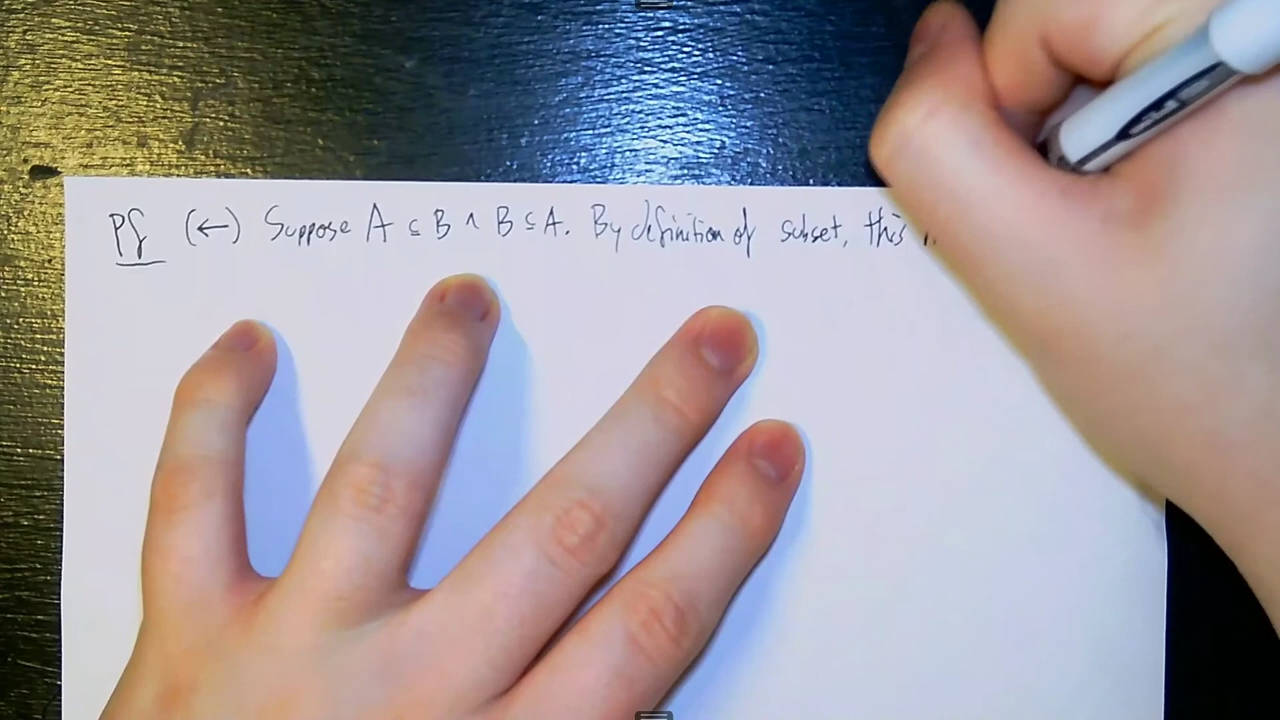 Pf (←) Suppose A ⊆ B ∧ B ⊆ A. By definition of subset, this